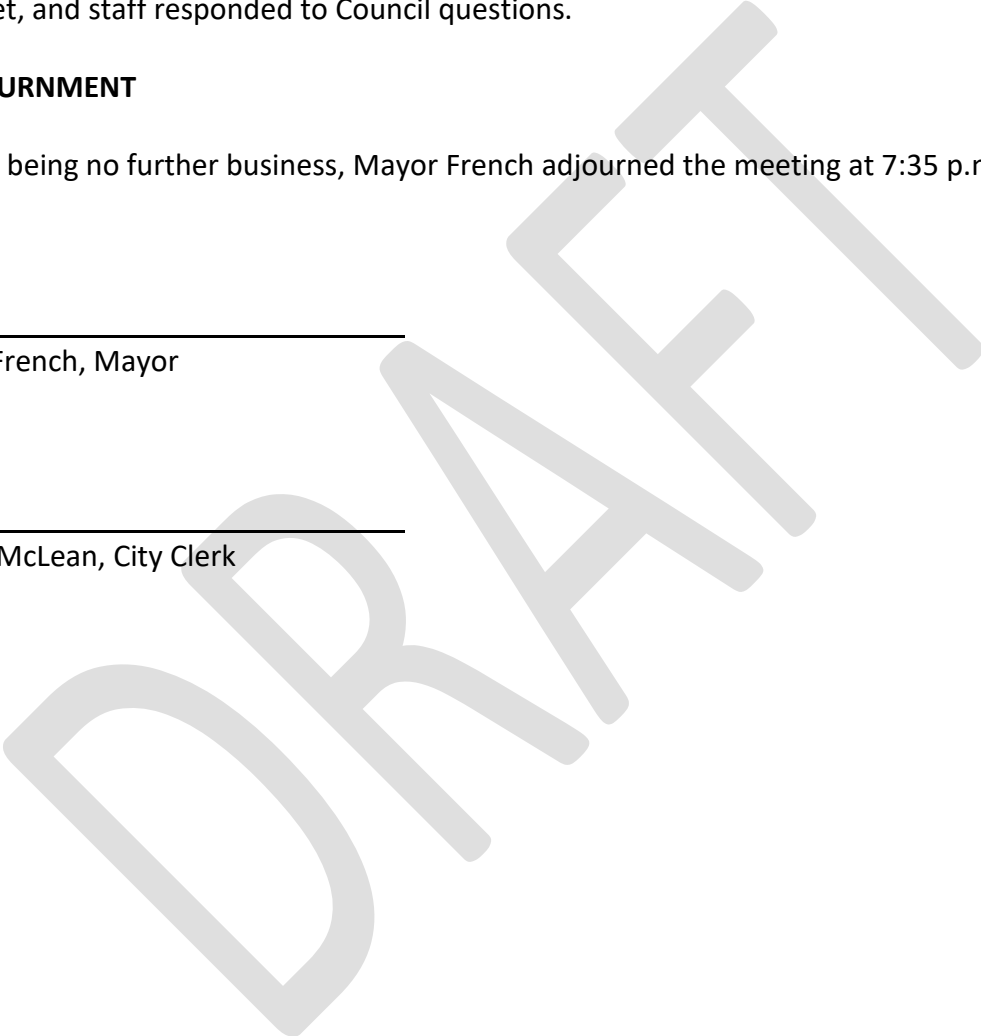 et, and staff responded to Council questions.
URNMENT
being no further business, Mayor French adjourned the meeting at 7:35 p.
French, Mayor
McLean, City Clerk
DRAFT